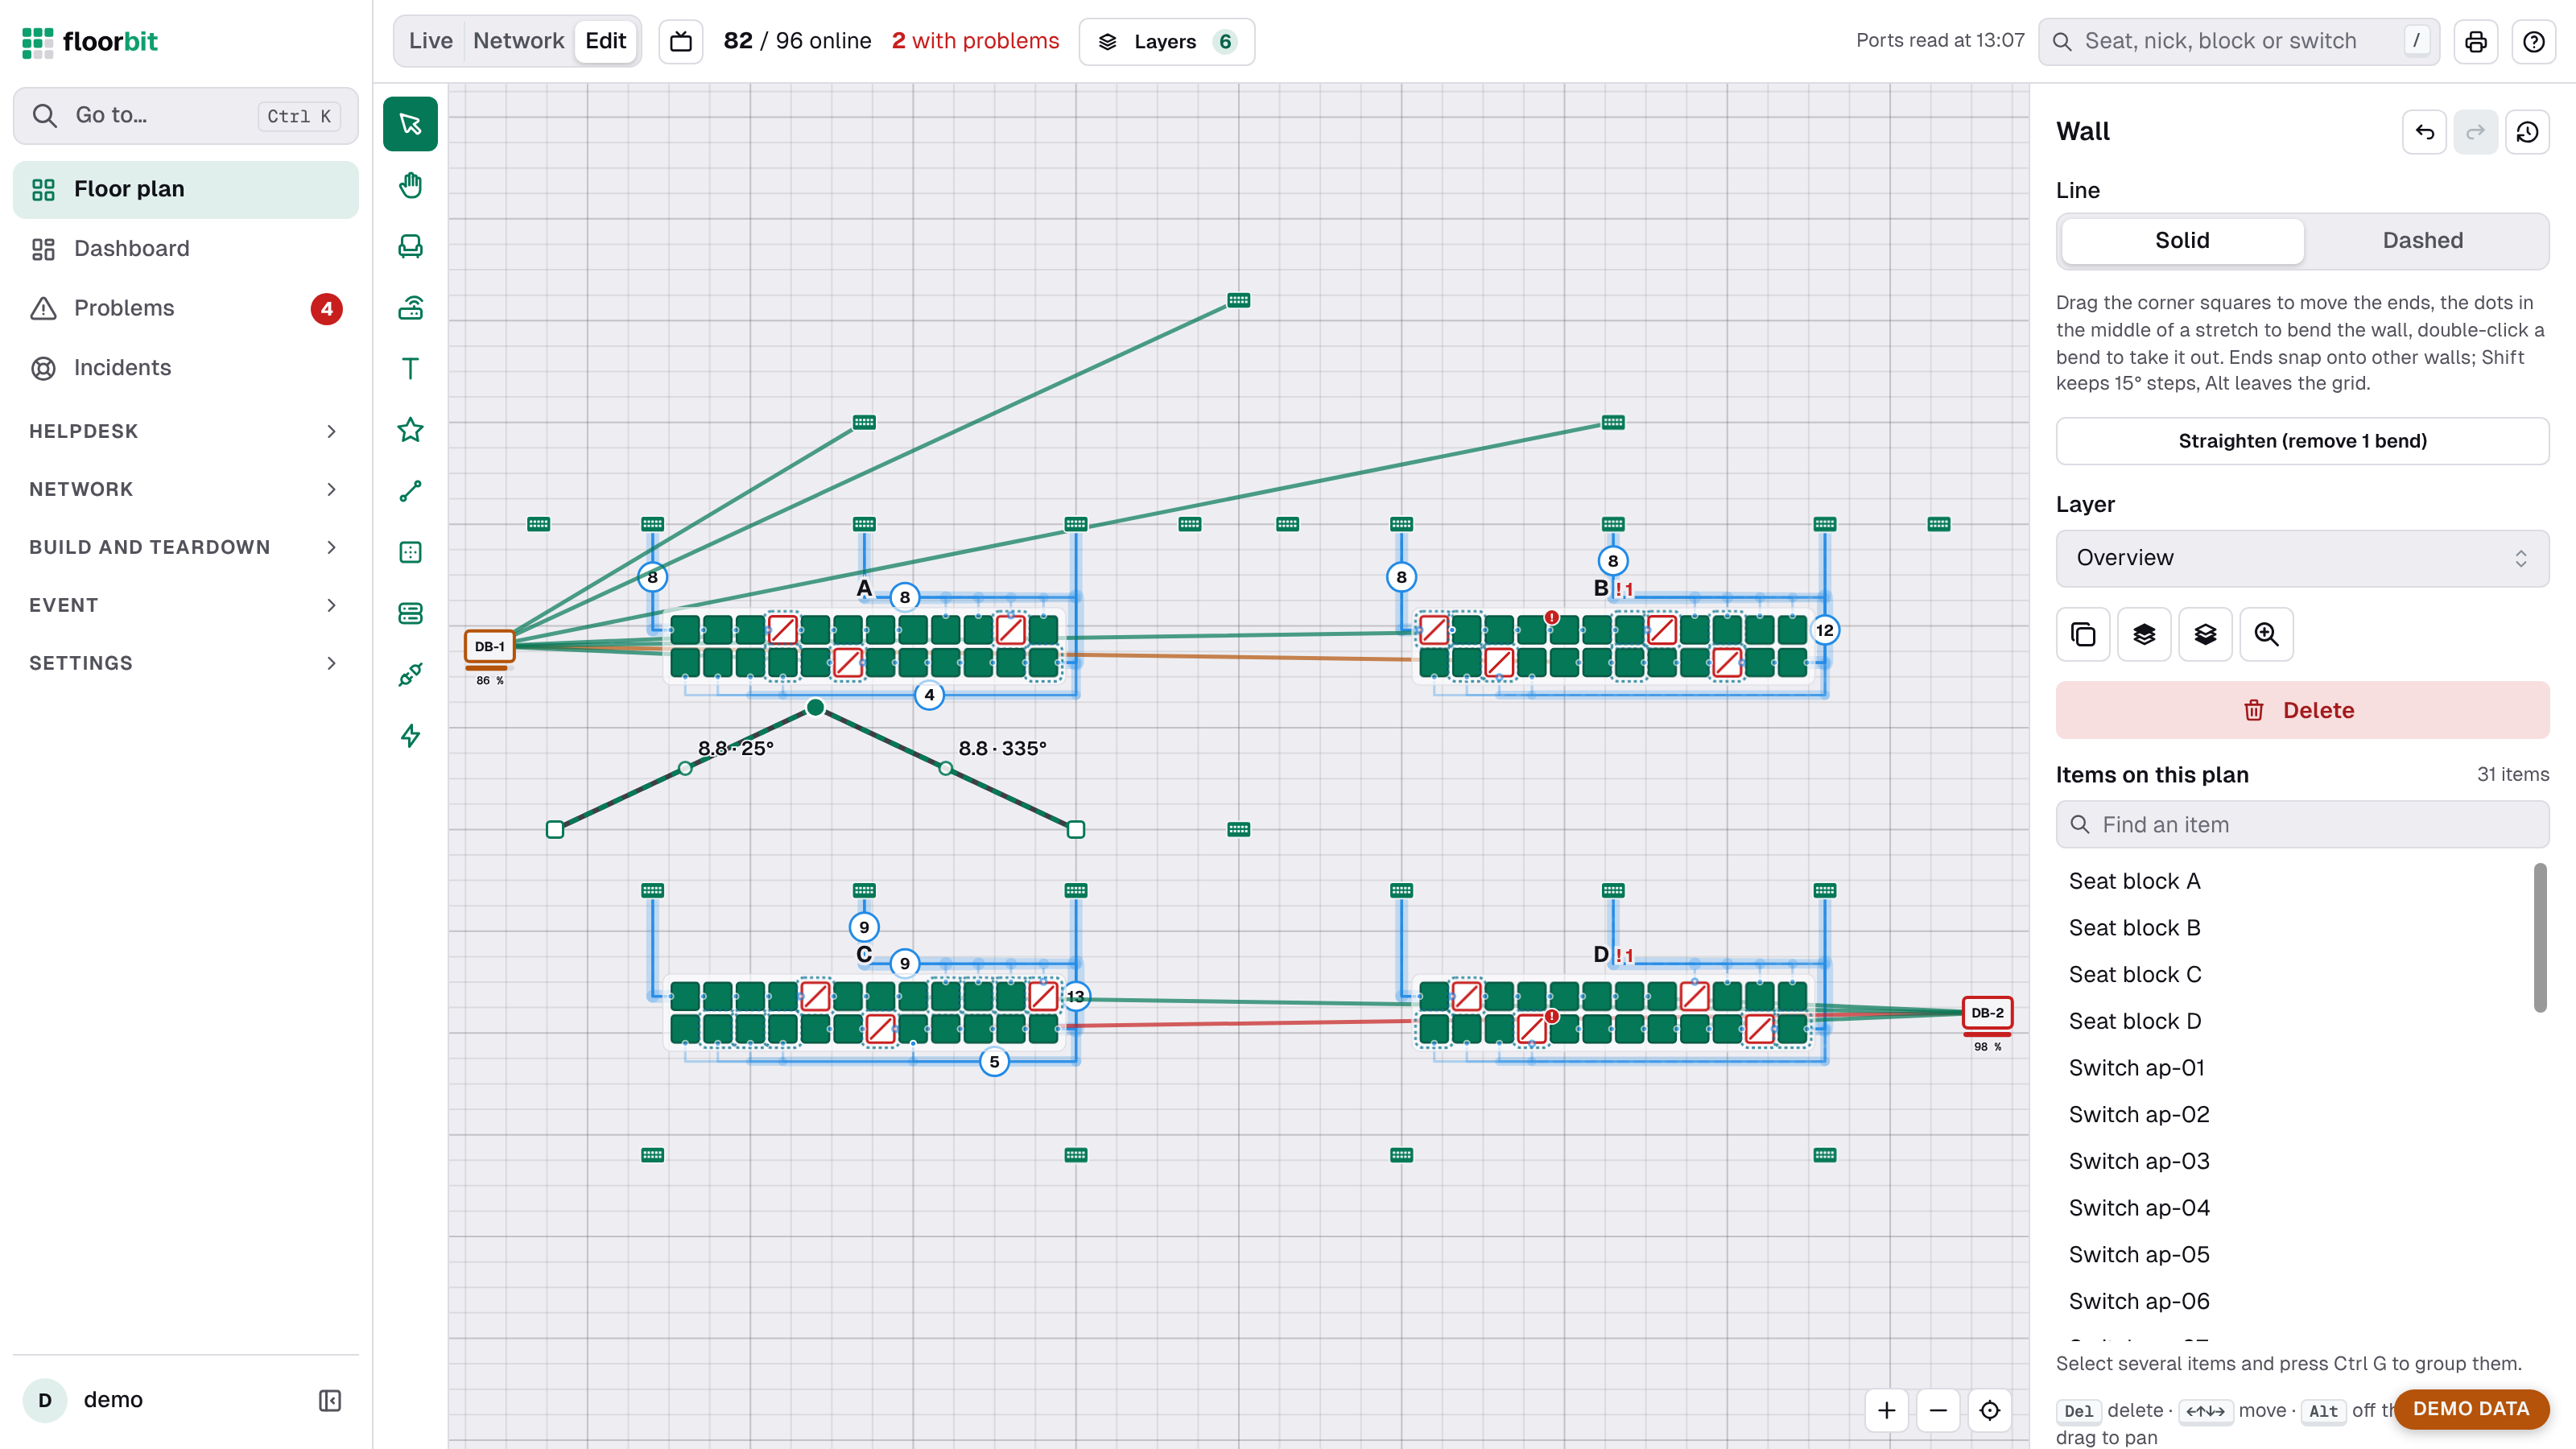 floorbit
Go to...
Ctrl K
Floor plan
Dashboard
Problems
4
Incidents
HELPDESK
NETWORK
BUILD AND TEARDOWN
EVENT
SETTINGS
D
demo
Live
Network
Edit
82 / 96 online
2 with problems
Layers
6
Ports read at 13:07
Seat, nick, block or switch
/
8
A
8
8
8
B !1
12
DB-1
86 %
4
8.8 · 25°
8.8 · 335°
9
C
9
13
5
D !1
DB-2
98 %
Wall
Line
Solid
Dashed
Drag the corner squares to move the ends, the dots in
the middle of a stretch to bend the wall, double-click a
bend to take it out. Ends snap onto other walls; Shift
keeps 15° steps, Alt leaves the grid.
Straighten (remove 1 bend)
Layer
Overview
Delete
Items on this plan
31 items
Find an item
Seat block A
Seat block B
Seat block C
Seat block D
Switch ap-01
Switch ap-02
Switch ap-03
Switch ap-04
Switch ap-05
Switch ap-06
Select several items and press Ctrl G to group them.
Del delete · ←↑↓→ move · Alt off
DEMO DATA
drag to pan